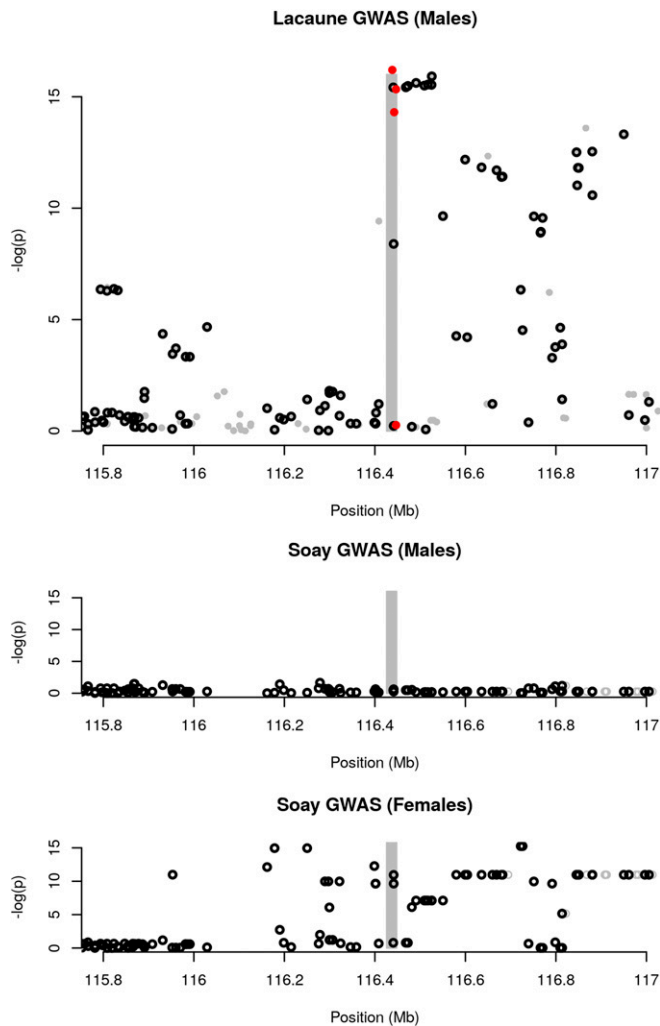 Lacaune GWAS (Males)
15
10
5
0
-log(p)
115.8 116 116.2 116.4 116.6 116.8 117
Position (Mb)
Soay GWAS (Males)
15
10
5
0
-log(p)
115.8 116 116.2 116.4 116.6 116.8 117
Position (Mb)
Soay GWAS (Females)
15
10
5
0
-log(p)
115.8 116 116.2 116.4 116.6 116.8 117
Position (Mb)